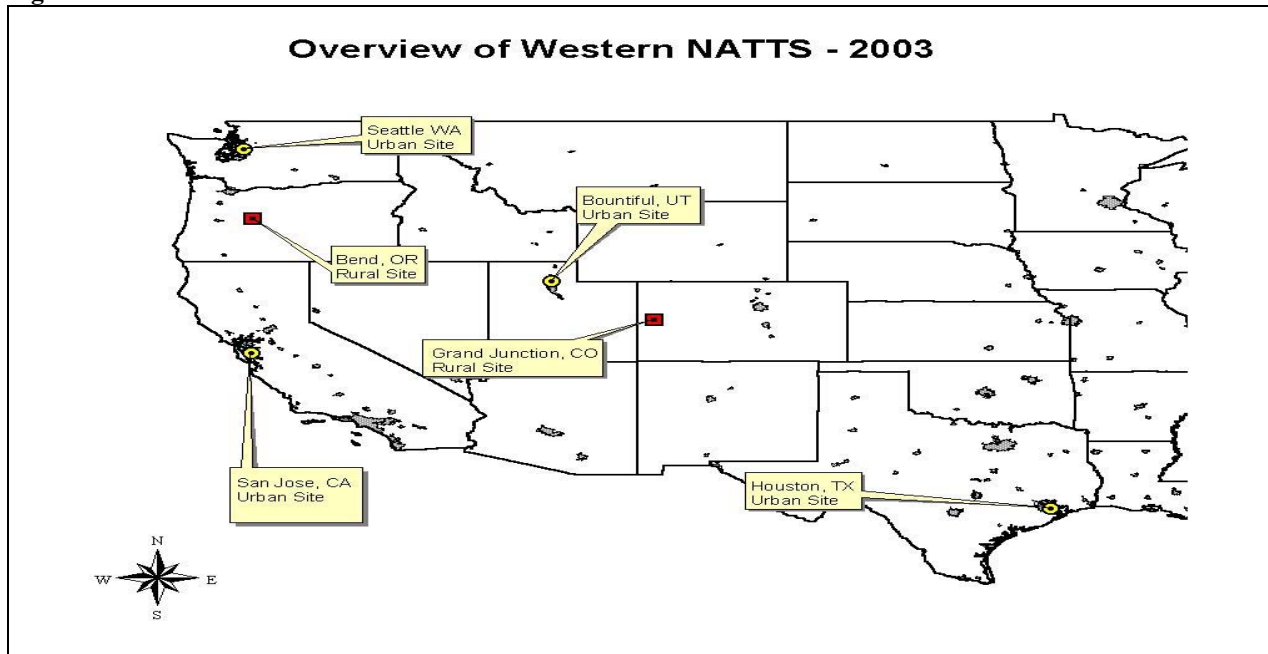 Overview of Western NATTS - 2003
Seattle WA
Urban Site
Bountiful, UT
Urban Site
Bend, OR
Rural Site
Grand Junction, CO
Rural Site
San Jose, CA
Urban Site
Houston, TX
Urban Site
N
W
E
S